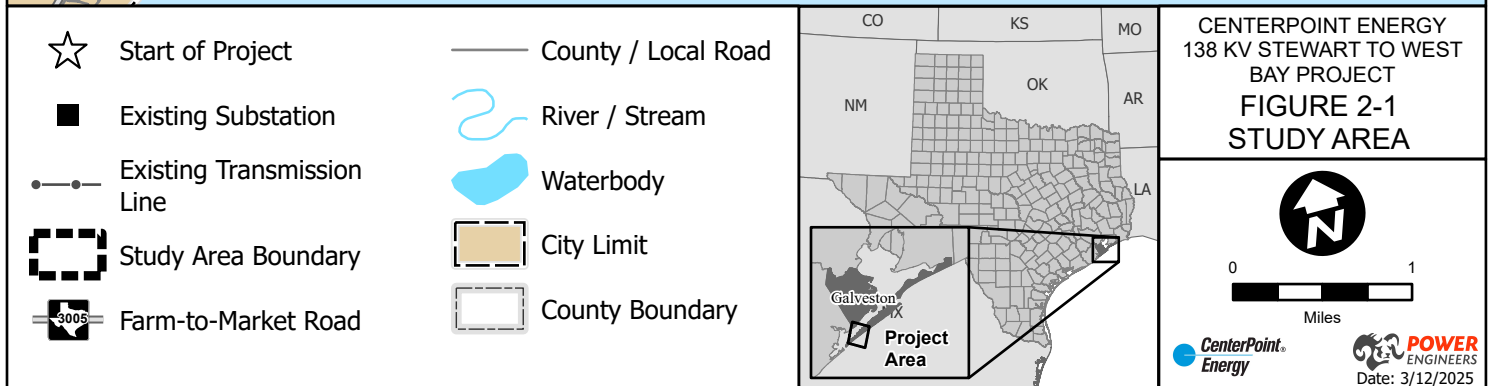 Start of Project
Existing Substation
Existing Transmission
Line
Study Area Boundary
3005
Farm-to-Market Road
County / Local Road
River / Stream
Waterbody
City Limit
County Boundary
CO
KS
MO
NM
OK
AR
LA
Galveston
TX
Project
Area
CENTERPOINT ENERGY
138 KV STEWART TO WEST
BAY PROJECT
FIGURE 2-1
STUDY AREA
N
0 1
Miles
CenterPoint®
Energy
POWER
ENGINEERS
Date: 3/12/2025